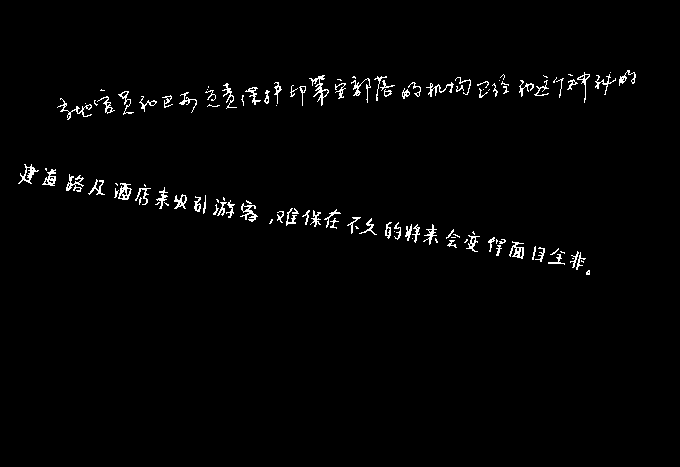 当地官员和巴西负责保护印第安部落的机构已经和这个神秘的
建道路及酒店来吸引游客，难保在不久的将来会变得面目全非。